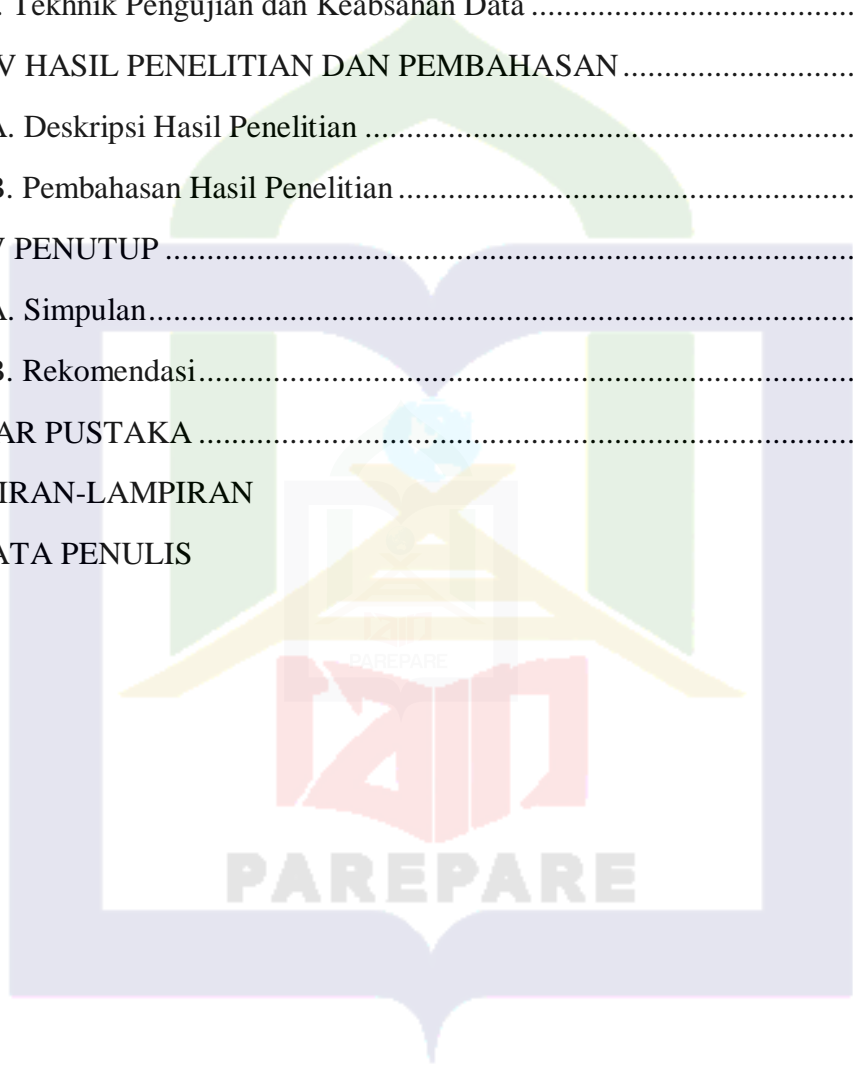 . Tekhnik Pengujian dan Keabsahan Data ........................................
V HASIL PENELITIAN DAN PEMBAHASAN ............................
A. Deskripsi Hasil Penelitian ............................................................
B. Pembahasan Hasil Penelitian ........................................................
V PENUTUP ......................................................................................
A. Simpulan........................................................................................
B. Rekomendasi..................................................................................
AR PUSTAKA ..................................................................................
IRAN-LAMPIRAN
ATA PENULIS
PAREPARE
PAREPARE